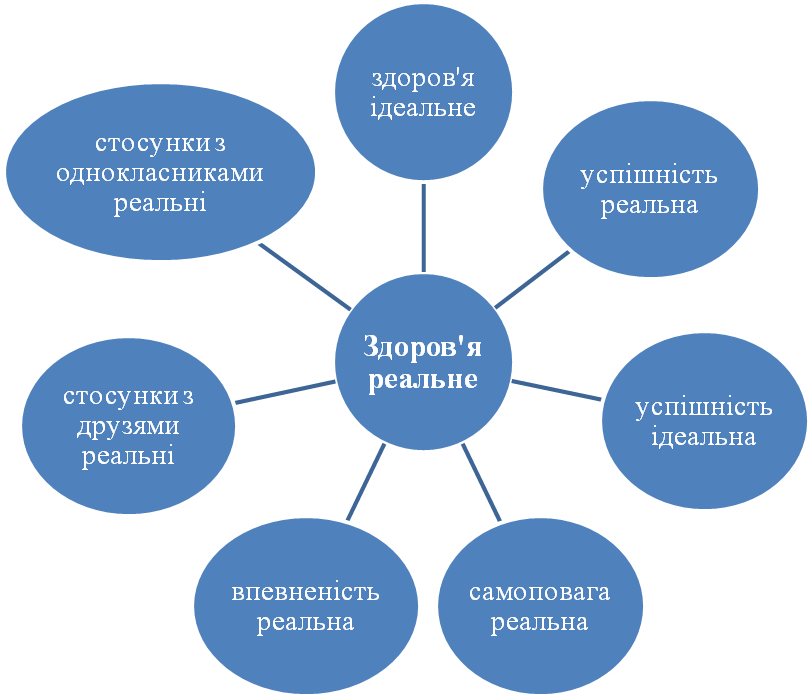 здоров'я
ідеальне
стосунки з
однокласниками
реальні
успішність
реальна
Здоров'я
реальне
стосунки з
друзями
реальні
успішність
ідеальна
впевненість
реальна
самоповага
реальна